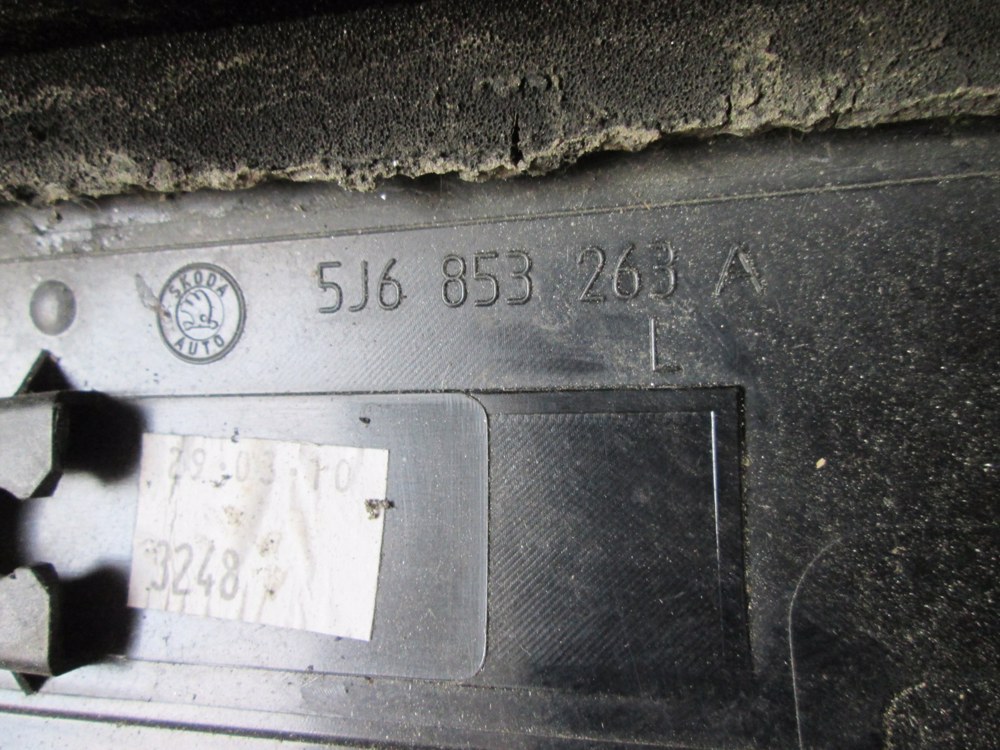 ŠKODA
AUTO
5J6 853 263 A
L
29.03.10
3248